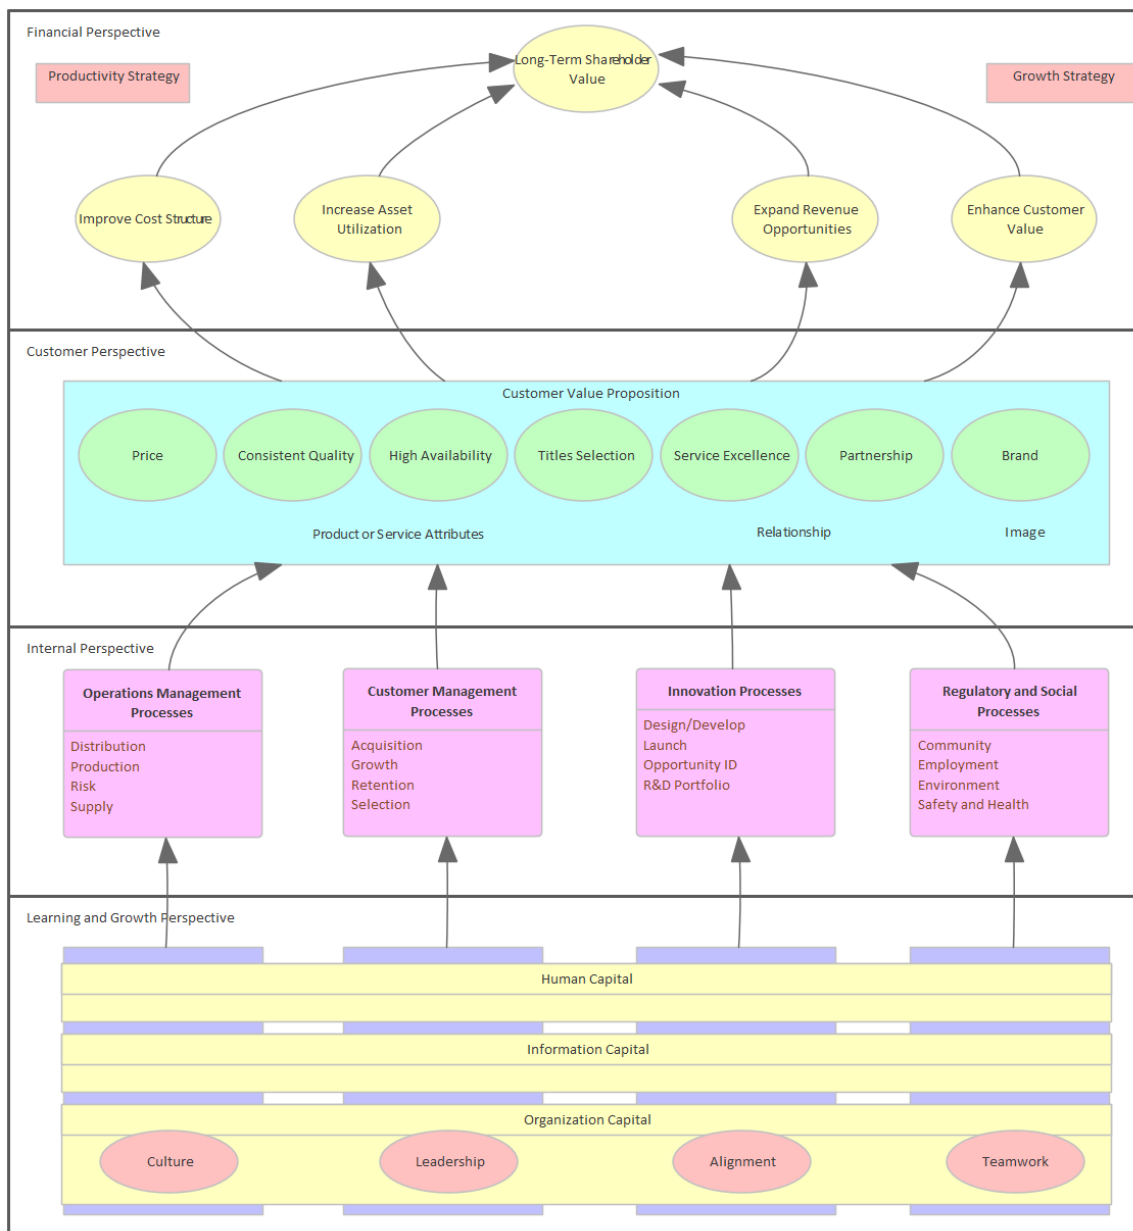 Financial Perspective
Long-Term Shareholder
Value
Productivity Strategy
Growth Strategy
Improve Cost Structure
Increase Asset
Utilization
Expand Revenue
Opportunities
Enhance Customer
Value
Customer Perspective
Customer Value Proposition
Price
Consistent Quality
High Availability
Titles Selection
Service Excellence
Partnership
Brand
Product or Service Attributes
Relationship
Image
Internal Perspective
Operations Management
Processes
Distribution
Production
Risk
Supply
Customer Management
Processes
Acquisition
Growth
Retention
Selection
Innovation Processes
Design/Develop
Launch
Opportunity ID
R&D Portfolio
Regulatory and Social
Processes
Community
Employment
Environment
Safety and Health
Learning and Growth Perspective
Human Capital
Information Capital
Organization Capital
Culture
Leadership
Alignment
Teamwork